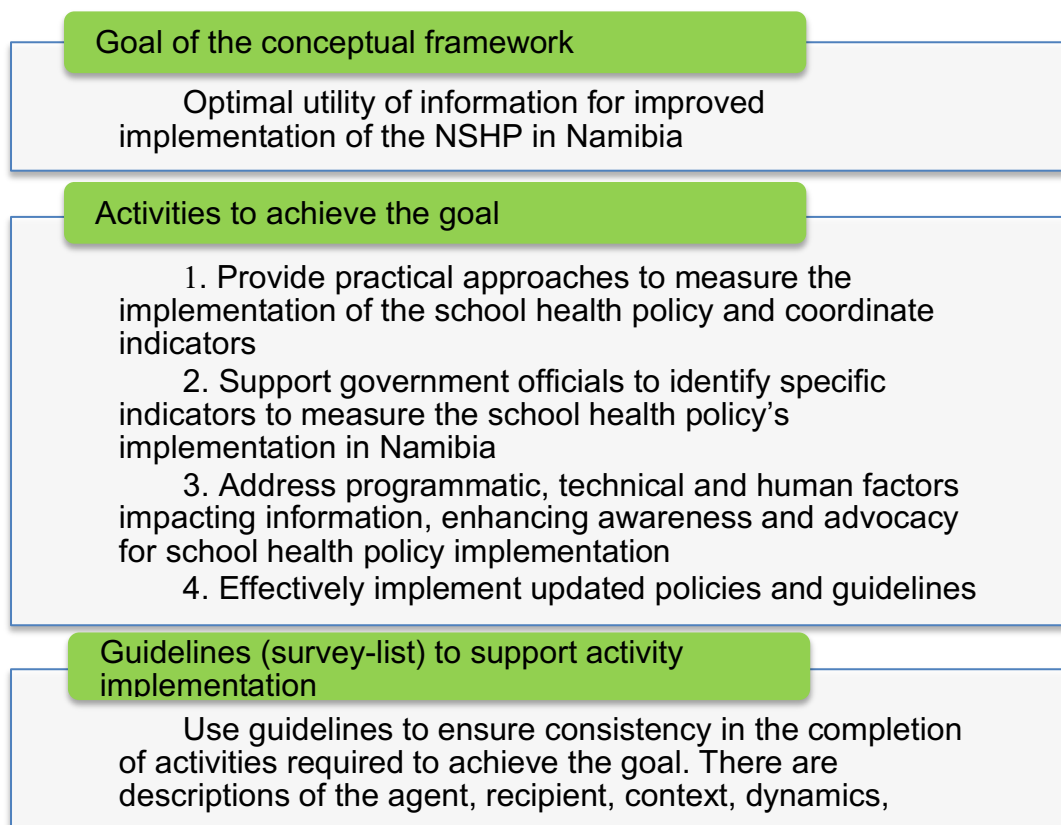 Goal of the conceptual framework
Optimal utility of information for improved
implementation of the NSHP in Namibia
Activities to achieve the goal
1. Provide practical approaches to measure the
implementation of the school health policy and coordinate
indicators
2. Support government officials to identify specific
indicators to measure the school health policy’s
implementation in Namibia
3. Address programmatic, technical and human factors
impacting information, enhancing awareness and advocacy
for school health policy implementation
4. Effectively implement updated policies and guidelines
Guidelines (survey-list) to support activity
implementation
Use guidelines to ensure consistency in the completion
of activities required to achieve the goal. There are
descriptions of the agent, recipient, context, dynamics,